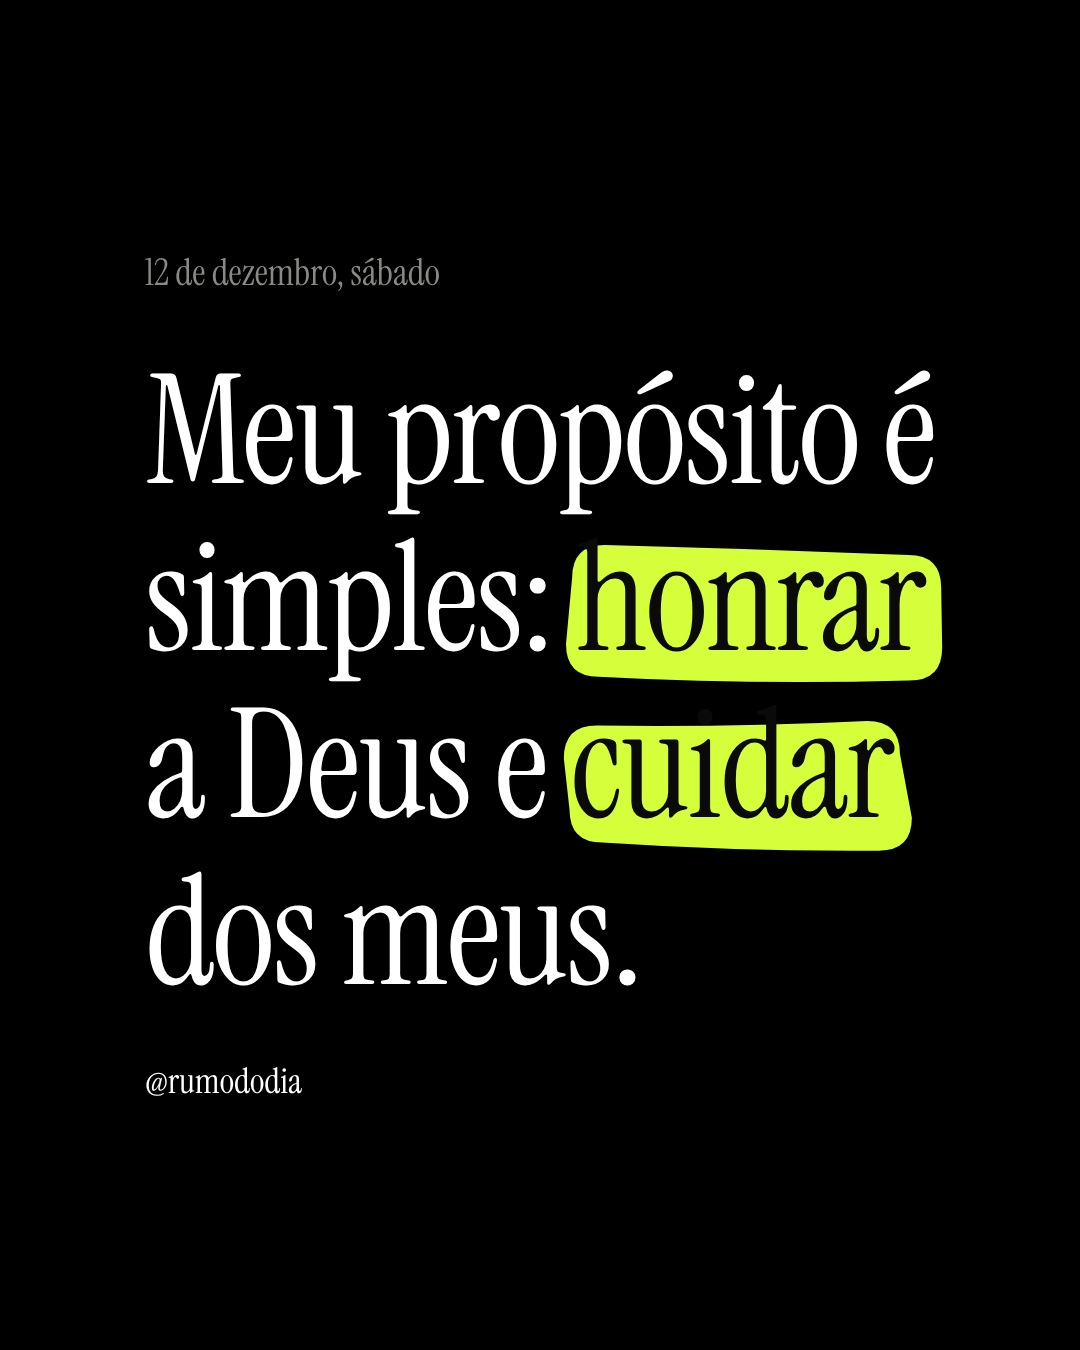 12 de dezembro, sábado
Meu propósito é
simples: honrar
a Deus e cuidar
dos meus.
@rumododia